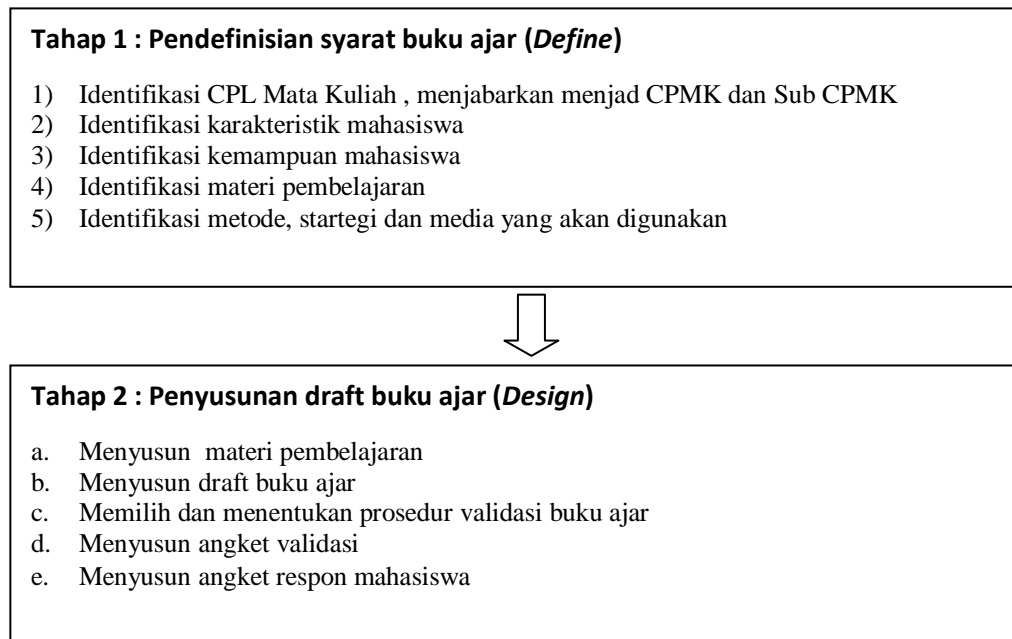 Tahap 1 : Pendefinisian syarat buku ajar (Define)
1) Identifikasi CPL Mata Kuliah , menjabarkan menjad CPMK dan Sub CPMK
2) Identifikasi karakteristik mahasiswa
3) Identifikasi kemampuan mahasiswa
4) Identifikasi materi pembelajaran
5) Identifikasi metode, startegi dan media yang akan digunakan
Tahap 2 : Penyusunan draft buku ajar (Design)
a. Menyusun materi pembelajaran
b. Menyusun draft buku ajar
c. Memilih dan menentukan prosedur validasi buku ajar
d. Menyusun angket validasi
e. Menyusun angket respon mahasiswa